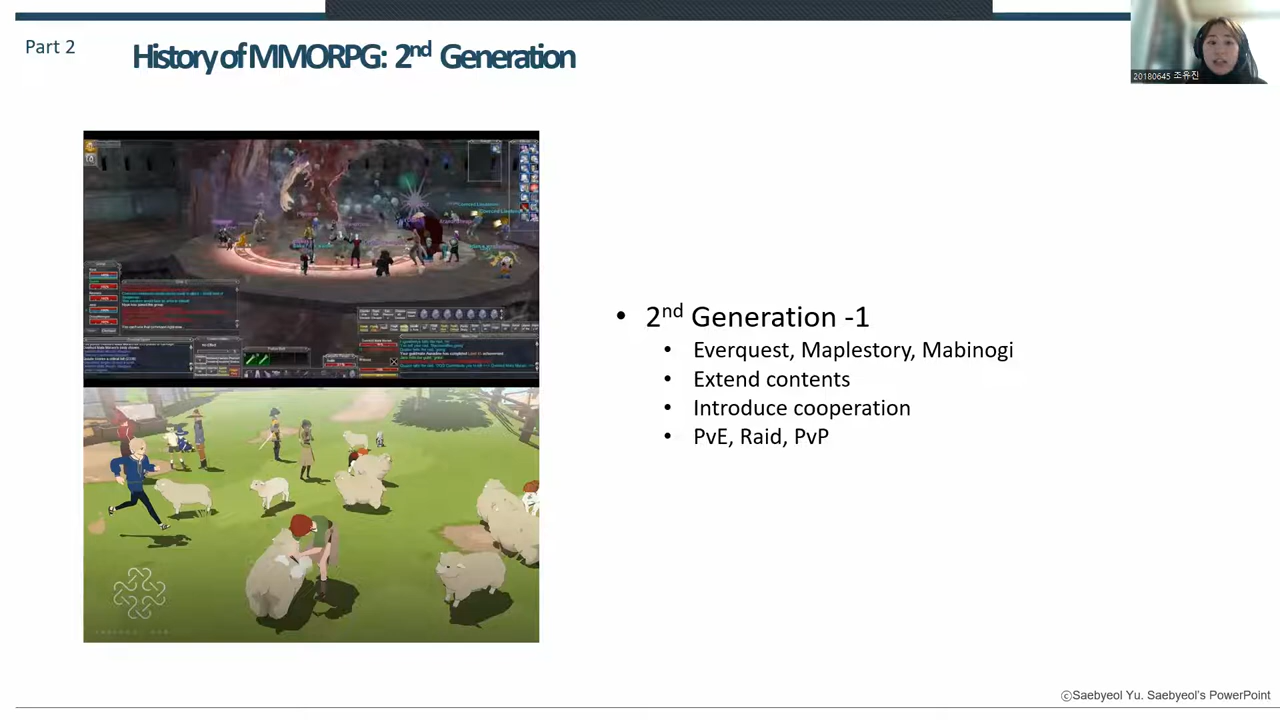 Part 2
History of MMORPG: 2nd Generation
20180645 조유진
• 2nd Generation -1
• Everquest, Maplestory, Mabinogi
• Extend contents
• Introduce cooperation
• PvE, Raid, PvP
ⓒSaebyeol Yu. Saebyeol's PowerPoint